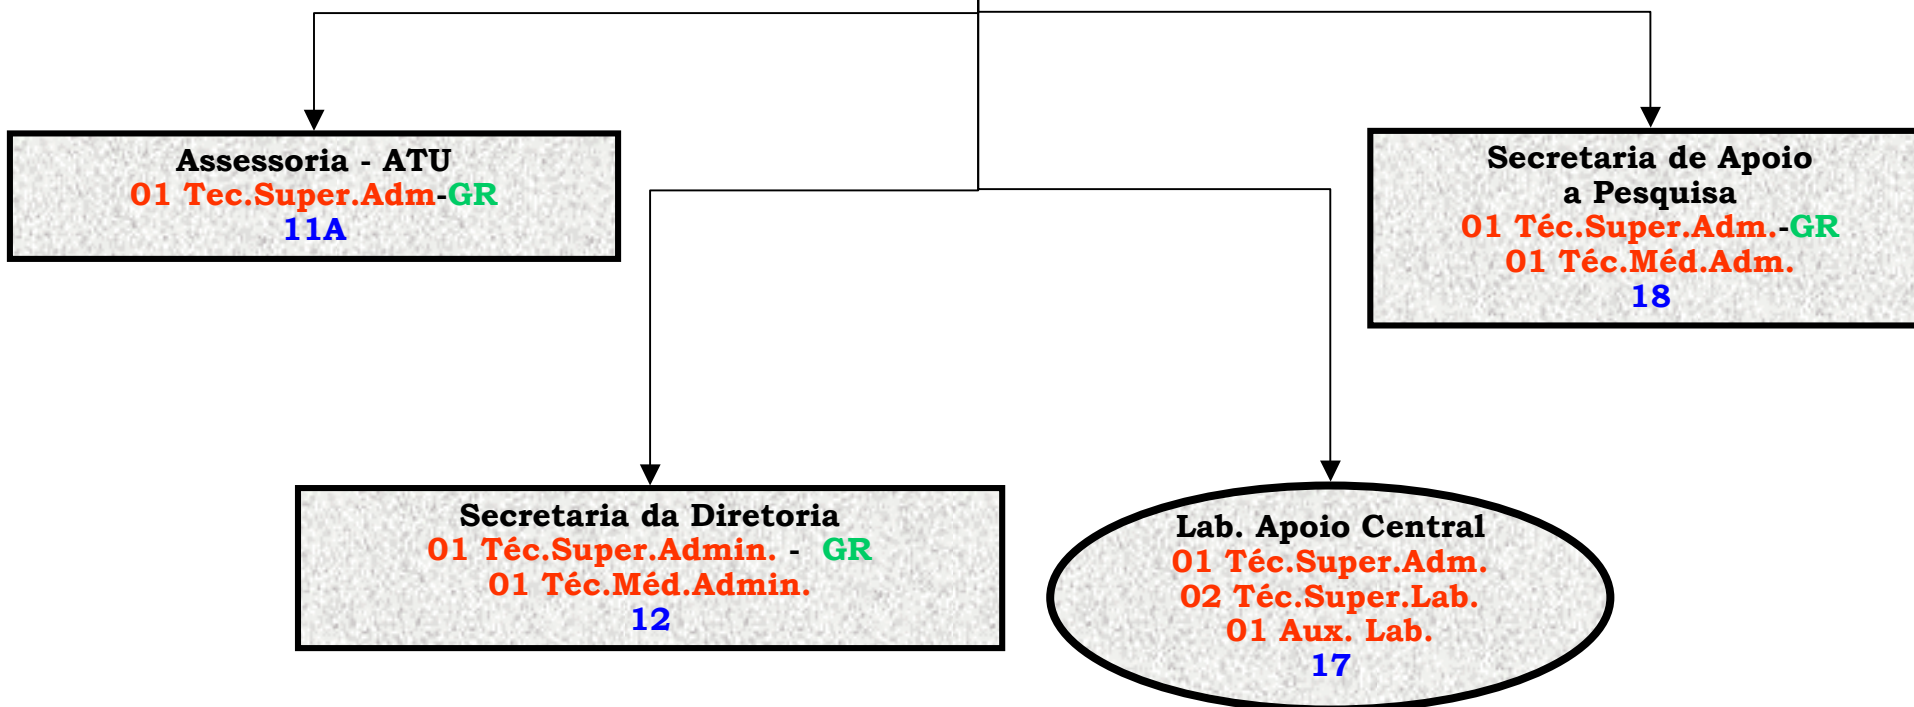 Assessoria - ATU
01 Tec.Super.Adm-GR
11A
Secretaria de Apoio
a Pesquisa
01 Téc.Super.Adm.-GR
01 Téc.Méd.Adm.
18
Secretaria da Diretoria
01 Téc.Super.Admin. - GR
01 Téc.Méd.Admin.
12
Lab. Apoio Central
01 Téc.Super.Adm.
02 Téc.Super.Lab.
01 Aux. Lab.
17